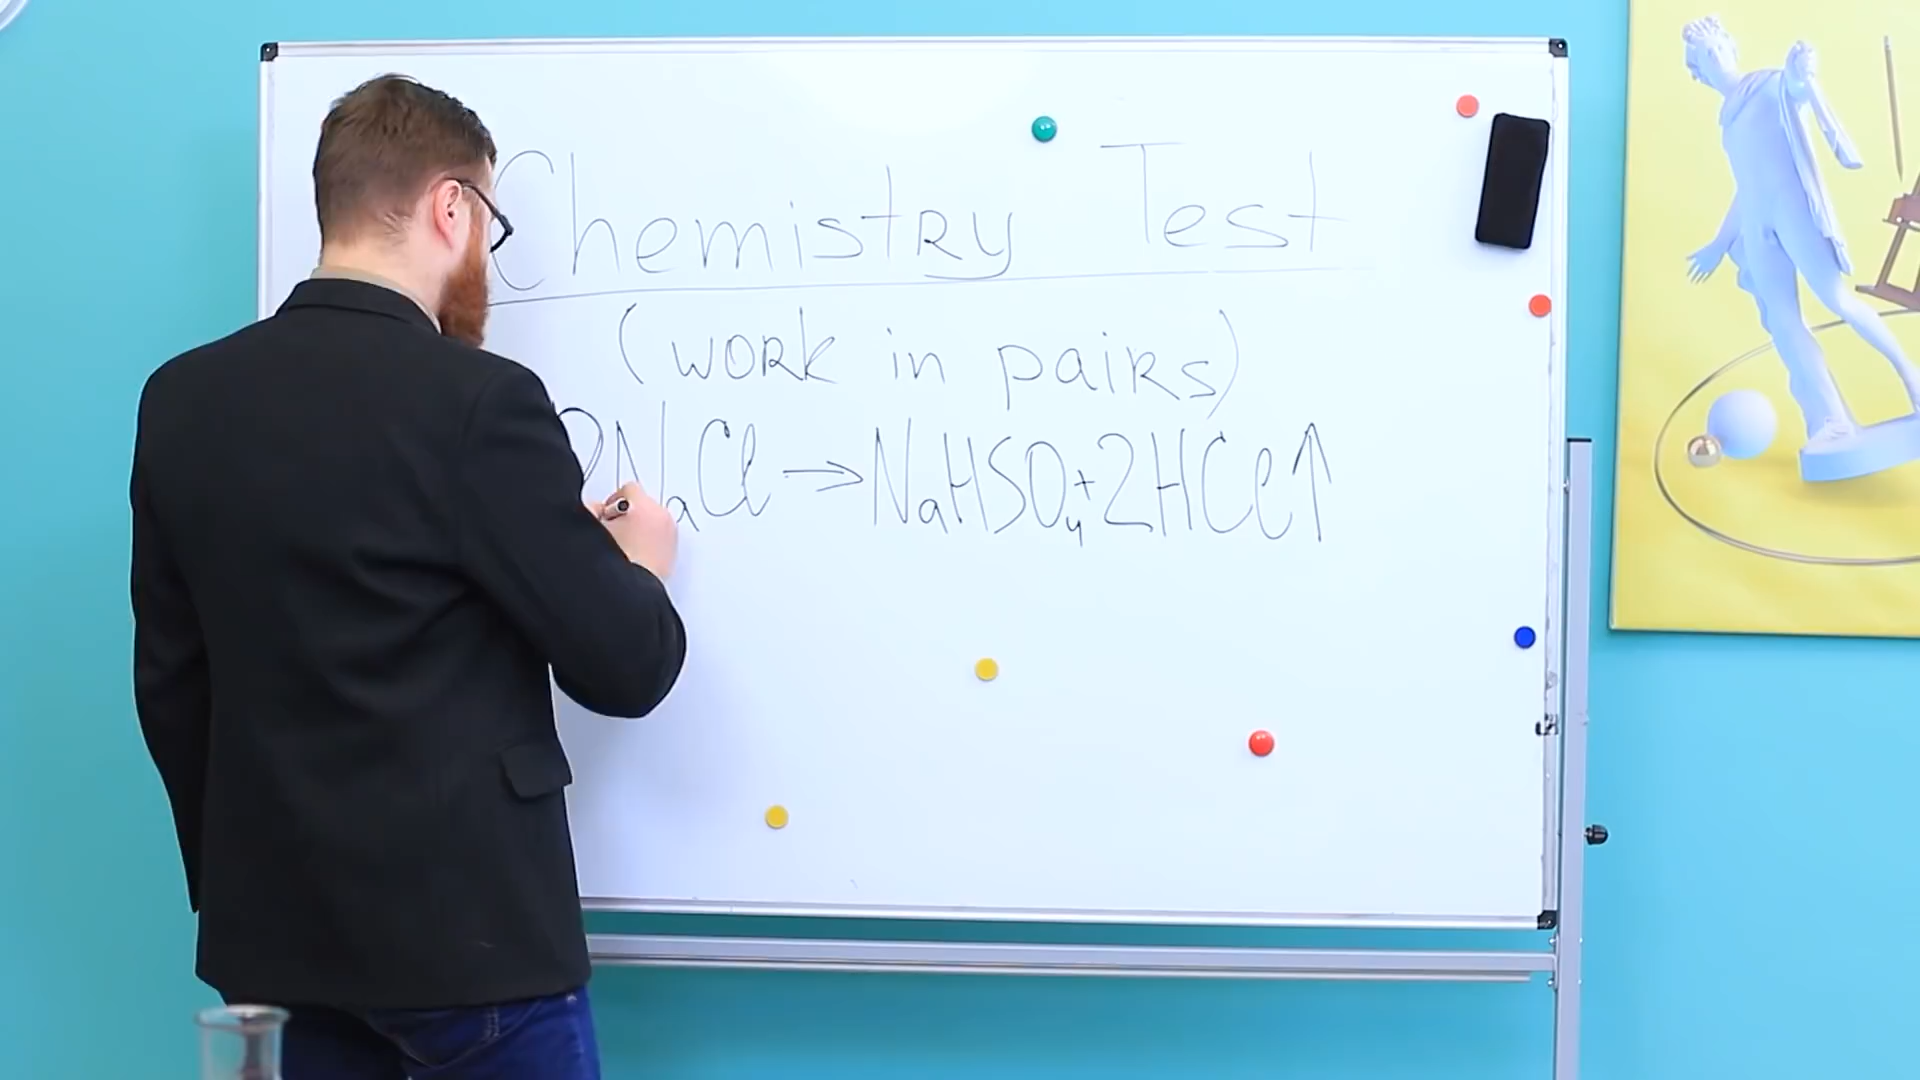 Chemistry Test
(work in pairs)
2NaCl → NaHSO₄+2HCl↑